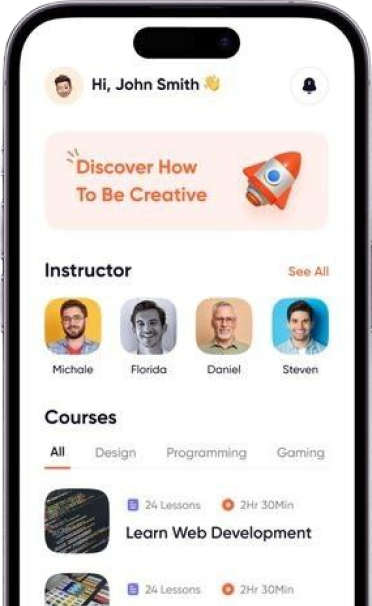 Hi, John Smith 👋
Discover How
To Be Creative
Instructor
See All
Michale
Florida
Daniel
Steven
Courses
All
Design
Programming
Gaming
24 Lessons
2Hr 30Min
Learn Web Development
24 Lessons
2Hr 30Min